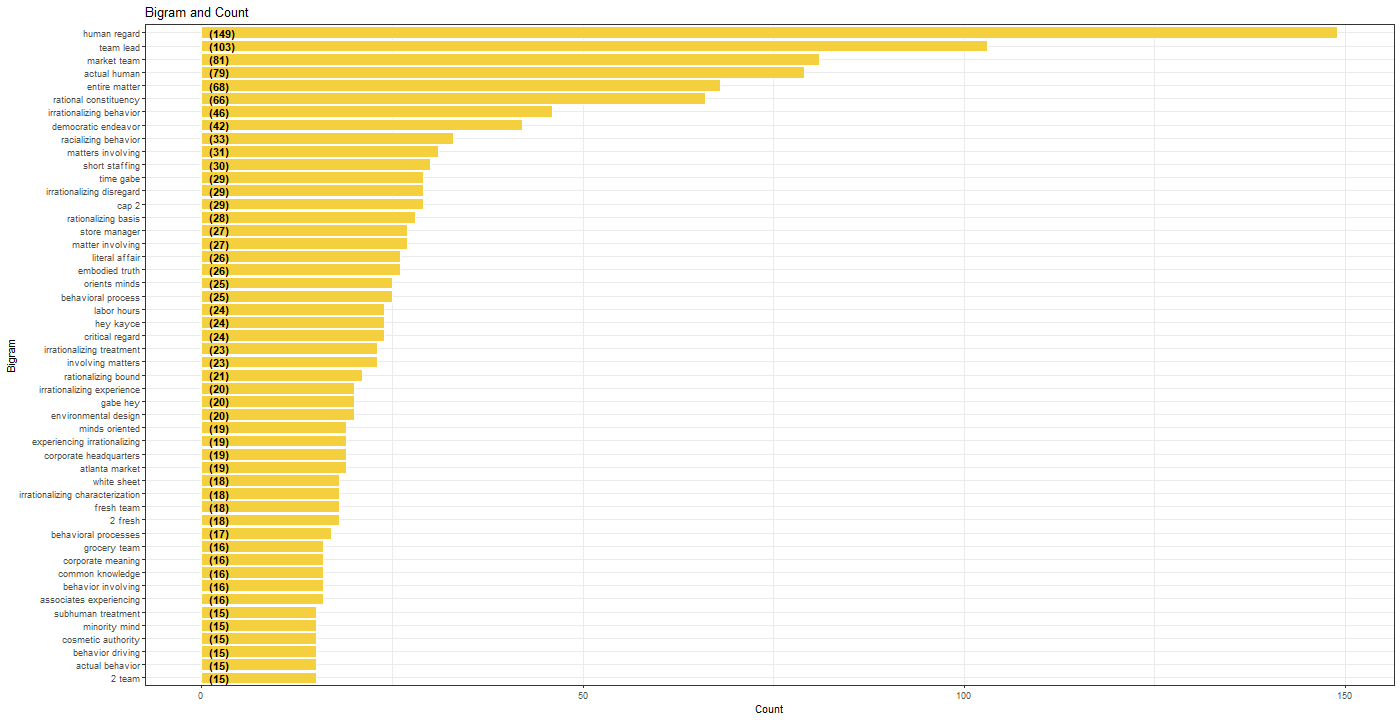 Bigram and Count
human regard (149)
team lead (103)
market team (81)
actual human (79)
entire matter (68)
rational constituency (66)
irrationalizing behavior (46)
democratic endeavor (42)
racializing behavior (33)
matters involving (31)
short staffing (30)
time gabe (29)
irrationalizing disregard (29)
cap 2 (29)
rationalizing basis (28)
store manager (27)
matter involving (27)
literal affair (26)
embodied truth (26)
orients minds (25)
behavioral process (25)
labor hours (24)
hey kayce (24)
critical regard (24)
irrationalizing treatment (23)
involving matters (23)
rationalizing bound (21)
irrationalizing experience (20)
gabe hey (20)
environmental design (20)
minds oriented (19)
experiencing irrationalizing (19)
corporate headquarters (19)
atlanta market (19)
white sheet (18)
irrationalizing characterization (18)
fresh team (18)
2 fresh (18)
behavioral processes (17)
grocery team (16)
corporate meaning (16)
common knowledge (16)
behavior involving (16)
associates experiencing (16)
subhuman treatment (15)
minority mind (15)
cosmetic authority (15)
behavior driving (15)
actual behavior (15)
2 team (15)
Bigram
0 50 100 150
Count